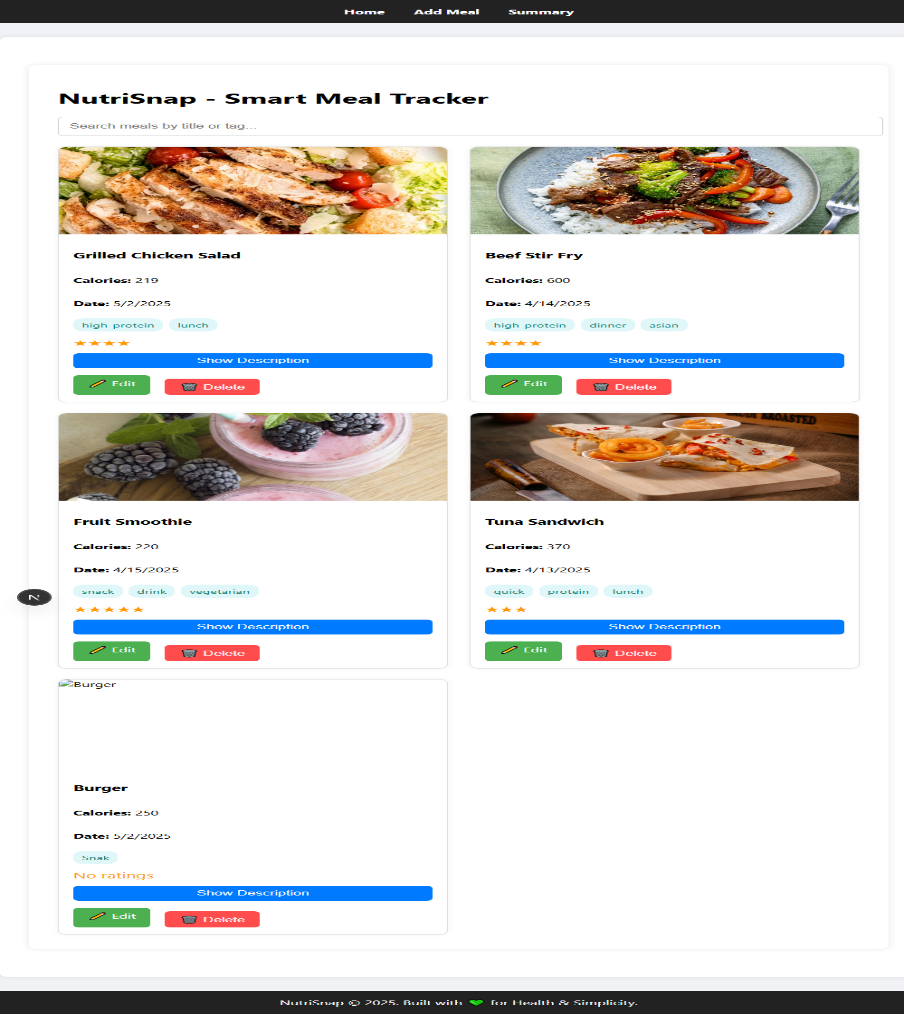 Home Add Meal Summary
NutriSnap - Smart Meal Tracker
Search meals by title or tag...
Grilled Chicken Salad
Calories: 219
Date: 5/2/2025
high-protein lunch
★★★★
Show Description
✏️ Edit 🗑️ Delete
Beef Stir Fry
Calories: 600
Date: 4/14/2025
high-protein dinner asian
★★★★
Show Description
✏️ Edit 🗑️ Delete
Fruit Smoothie
Calories: 220
Date: 4/15/2025
snack drink vegetarian
★★★★★
Show Description
✏️ Edit 🗑️ Delete
ROASTED
Tuna Sandwich
Calories: 370
Date: 4/13/2025
quick protein lunch
★★★
Show Description
✏️ Edit 🗑️ Delete
N
Burger
Burger
Calories: 250
Date: 5/2/2025
Snak
No ratings
Show Description
✏️ Edit 🗑️ Delete
NutriSnap © 2025. Built with 💚 for Health & Simplicity.